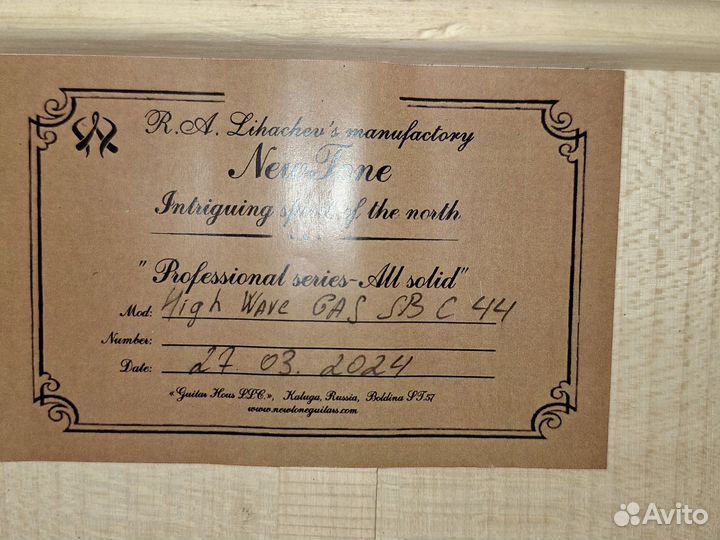 R.A. Lihachev's manufactory
NewTone
Intriguing spirit of the north
"Professional series-All solid"
Mod: High Wave GAS SB C 44
Number:
Date: 27 03. 2024
«Guitar Hous LLC.», Kaluga, Russia, Boldina ST.57
www.newtoneguitars.com
Avito